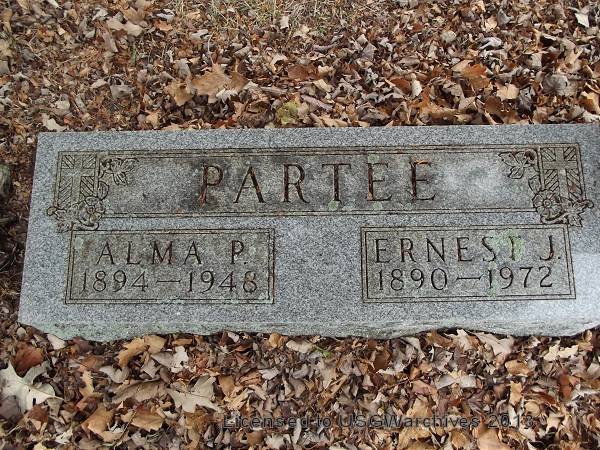 PARTEE
ALMA P.
1894—1948
ERNEST J.
1890—1972
Licensed to USGWarchives 2013